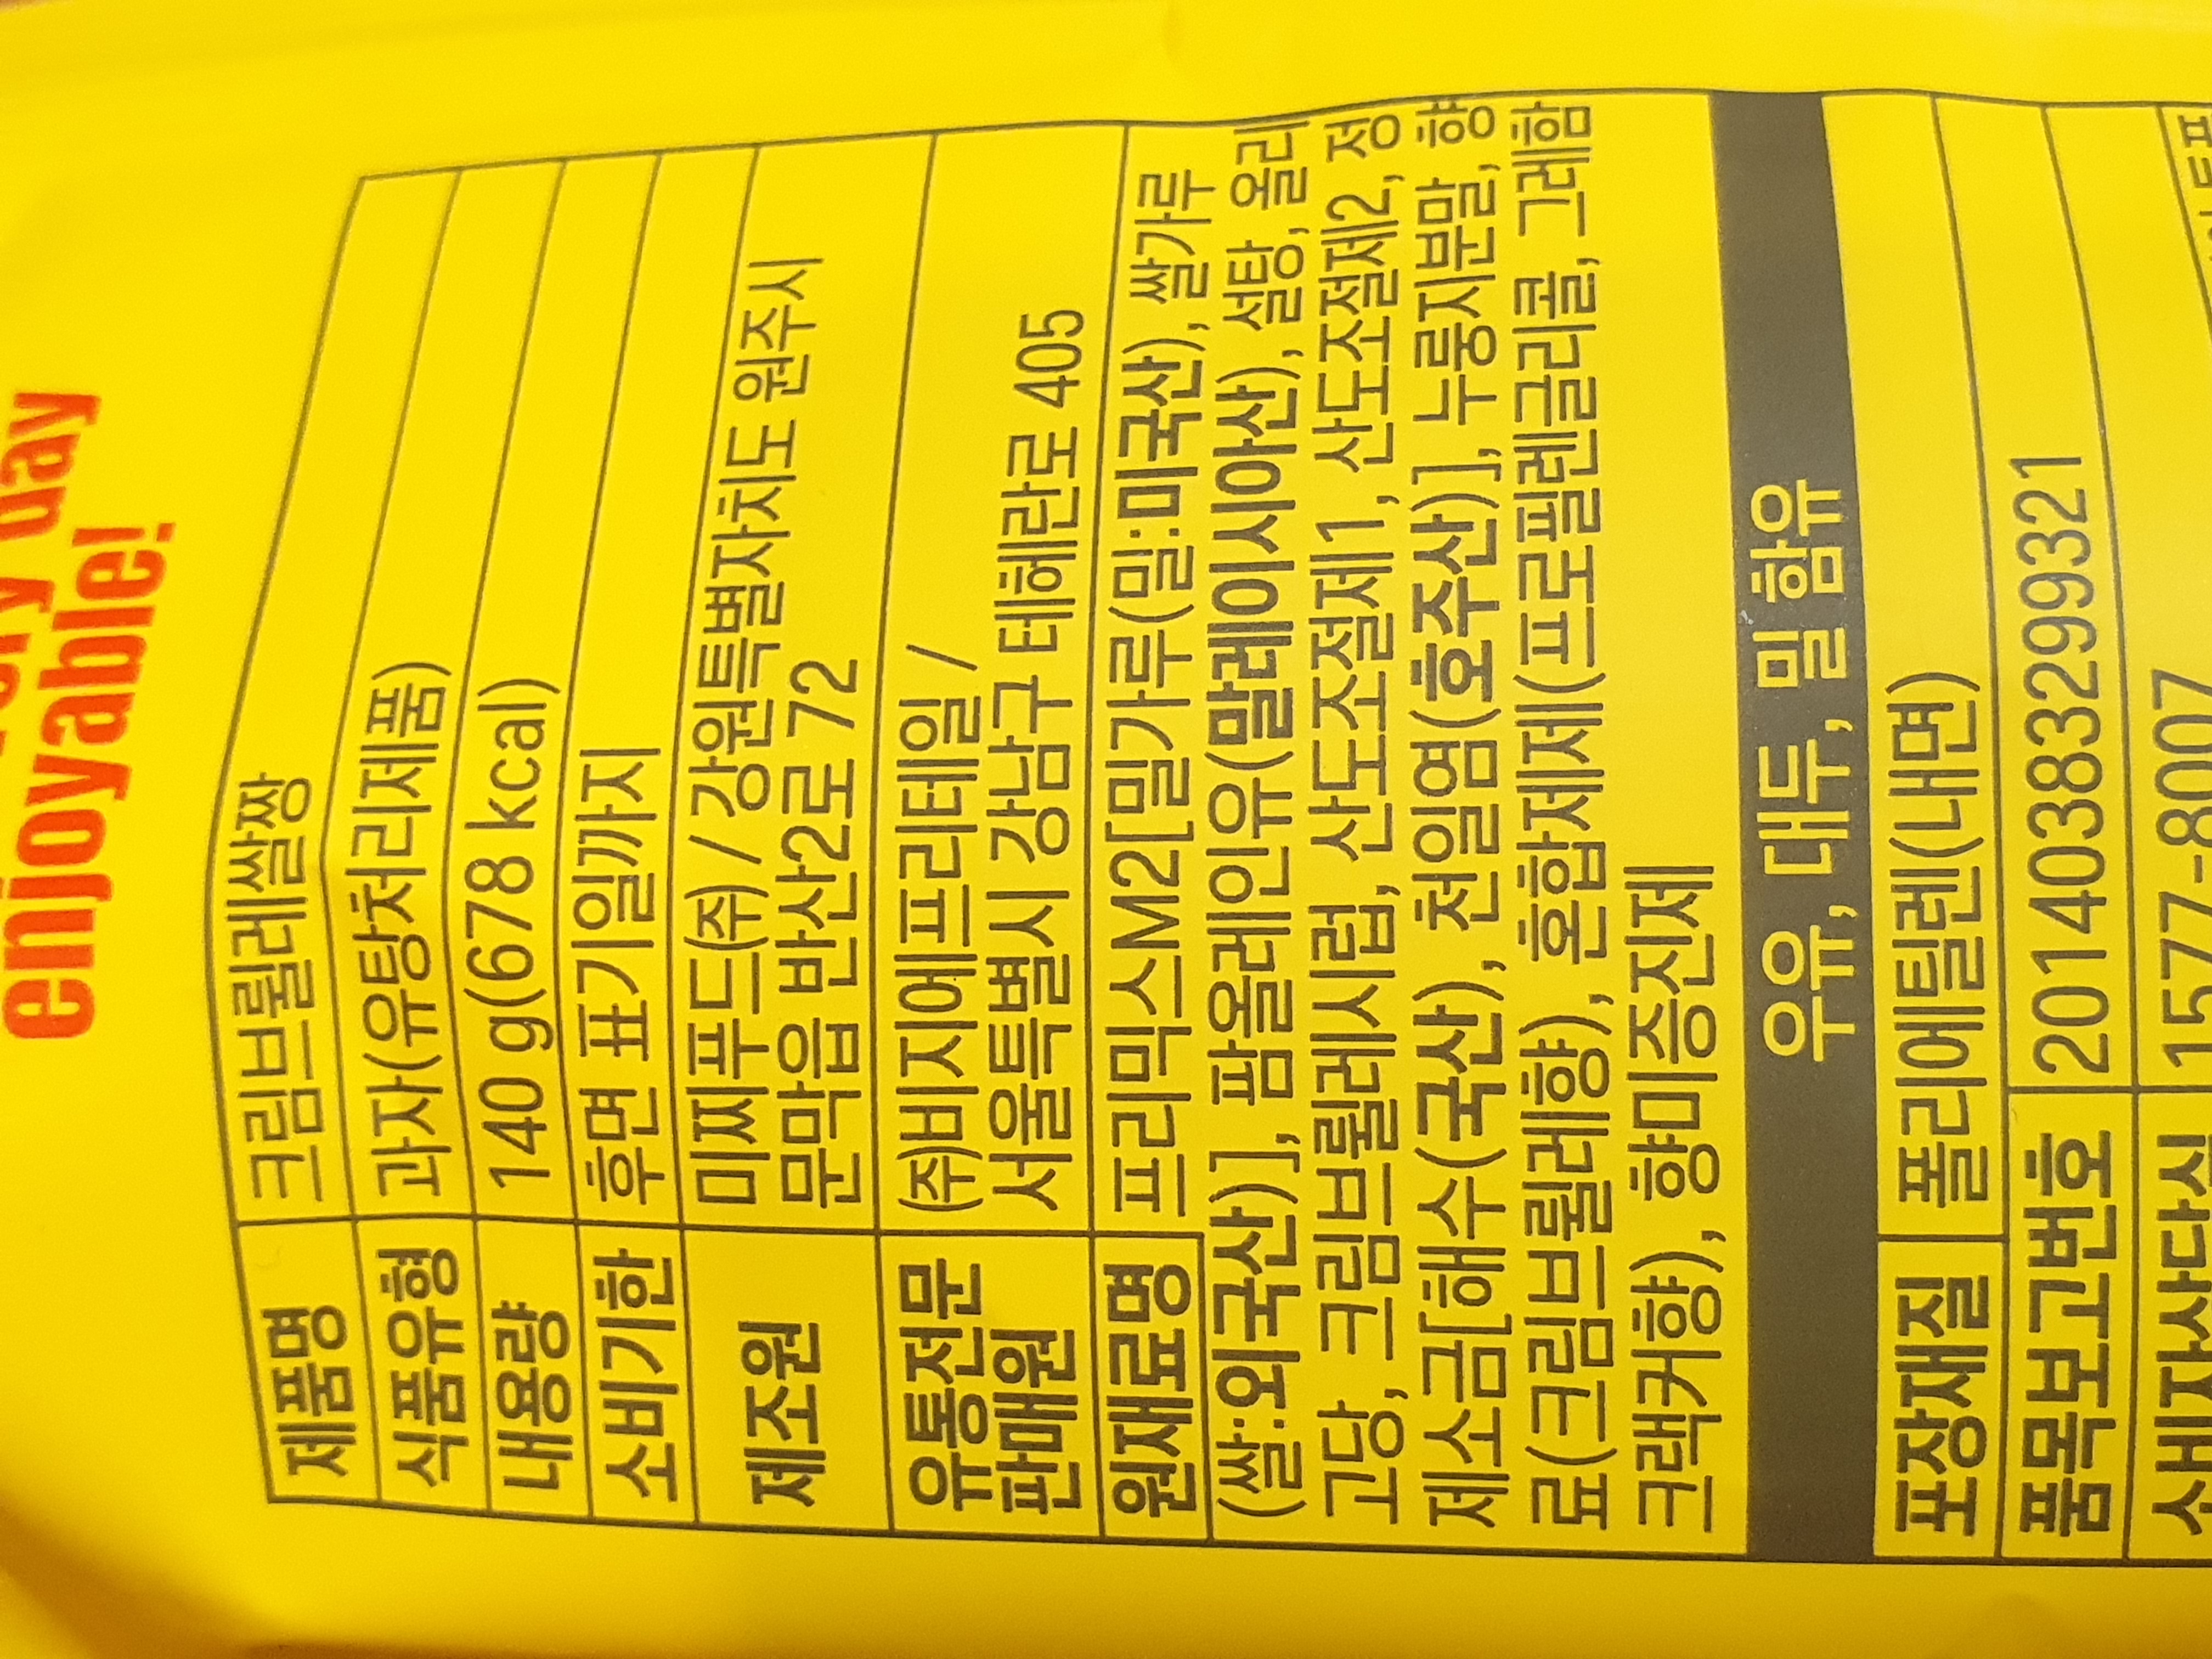 day
enjoyable!
제품명 크림브륄레쌀짱
식품유형 과자(유탕처리제품)
내용량 140 g(678 kcal)
소비기한 후면 표기일까지
제조원 미찌푸드㈜ / 강원특별자치도 원주시
문막읍 반산2로 72
유통전문 ㈜비지에프리테일 /
판매원 서울특별시 강남구 테헤란로 405
원재료명 프리믹스M2[밀가루(밀:미국산), 쌀가루
(쌀:외국산)], 팜올레인유(말레이시아산), 설탕, 올리
고당, 크림브륄레시럽, 산도조절제1, 산도조절제2, 정
제소금[해수(국산), 천일염(호주산)], 누룽지분말, 향
료(크림브륄레향), 혼합제제(프로필렌글리콜, 그레함
크랙커향), 향미증진제
우유, 대두, 밀 함유
포장재질 폴리에틸렌(내면)
품목보고번호 20140383299321
1577-8007